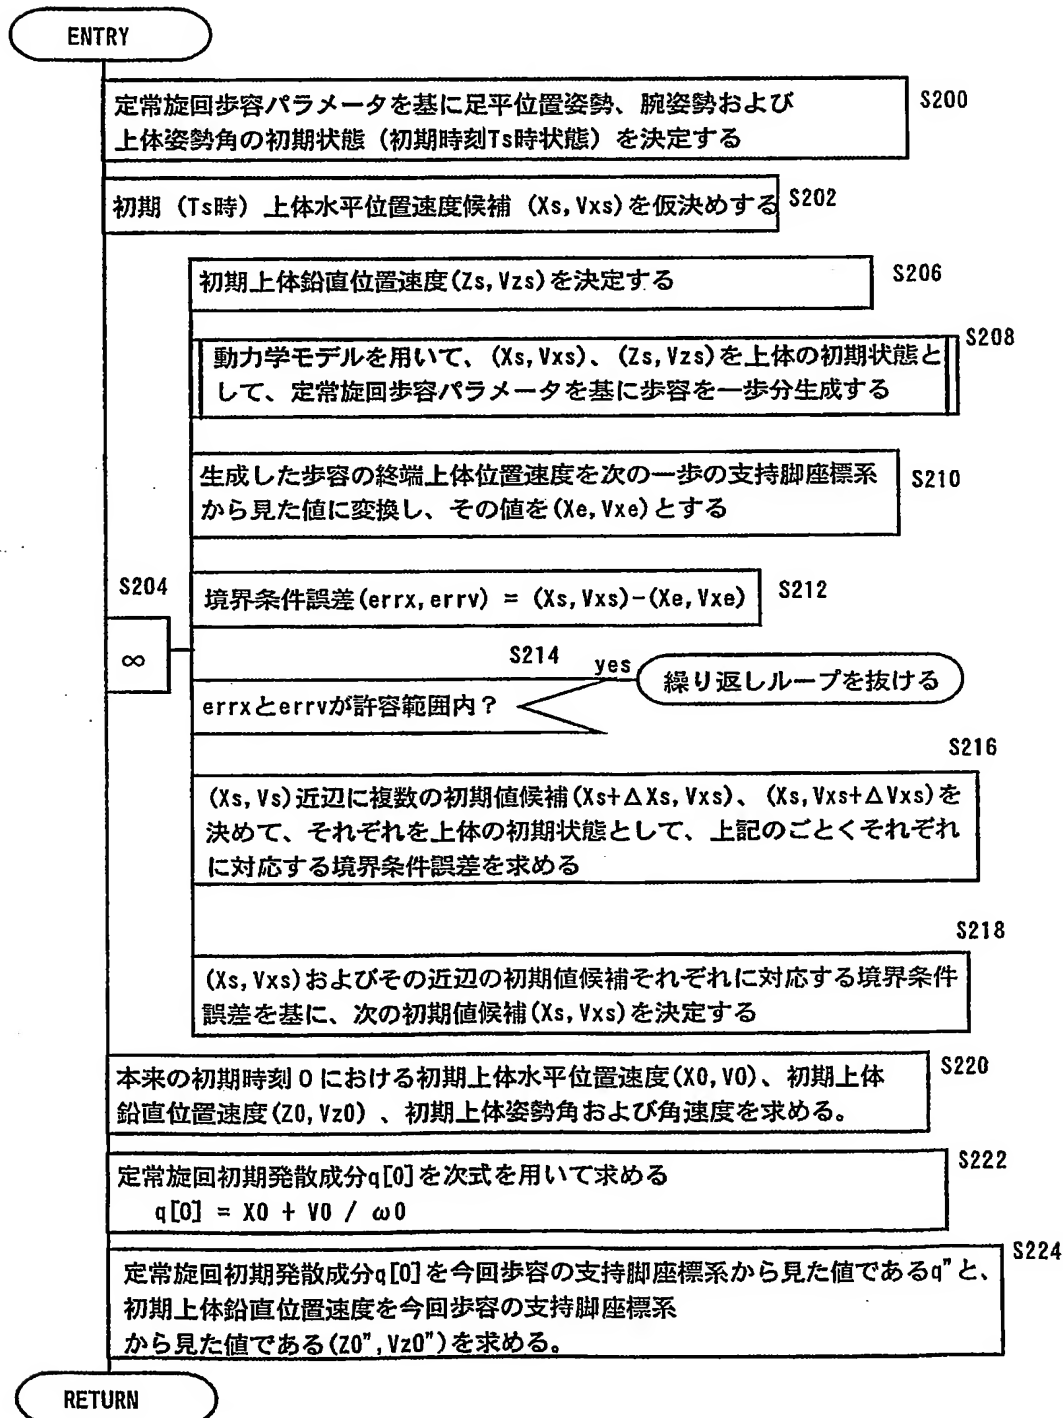 ENTRY
定常旋回歩容パラメータを基に足平位置姿勢、腕姿勢および
上体姿勢角の初期状態(初期時刻Ts時状態)を決定する
S200
初期(Ts時)上体水平位置速度候補(Xs,Vxs)を仮決めする
S202
初期上体鉛直位置速度(Zs,Vzs)を決定する
S206
動力学モデルを用いて、(Xs,Vxs)、(Zs,Vzs)を上体の初期状態と
して、定常旋回歩容パラメータを基に歩容を一歩分生成する
S208
生成した歩容の終端上体位置速度を次の一歩の支持脚座標系
から見た値に変換し、その値を(Xe,Vxe)とする
S210
S204
∞
境界条件誤差(errx,errv) = (Xs,Vxs)-(Xe,Vxe)
S212
S214
yes
繰り返しループを抜ける
errxとerrvが許容範囲内?
S216
(Xs,Vs)近辺に複数の初期値候補(Xs+ΔXs,Vxs)、(Xs,Vxs+ΔVxs)を
決めて、それぞれを上体の初期状態として、上記のごとくそれぞれ
に対応する境界条件誤差を求める
S218
(Xs,Vxs)およびその近辺の初期値候補それぞれに対応する境界条件
誤差を基に、次の初期値候補(Xs,Vxs)を決定する
本来の初期時刻0における初期上体水平位置速度(X0,V0)、初期上体
鉛直位置速度(Z0,Vz0)、初期上体姿勢角および角速度を求める。
S220
定常旋回初期発散成分q[0]を次式を用いて求める
q[0] = X0 + V0 / ω0
S222
定常旋回初期発散成分q[0]を今回歩容の支持脚座標系から見た値であるq"と、
初期上体鉛直位置速度を今回歩容の支持脚座標系
から見た値である(Z0",Vz0")を求める。
S224
RETURN